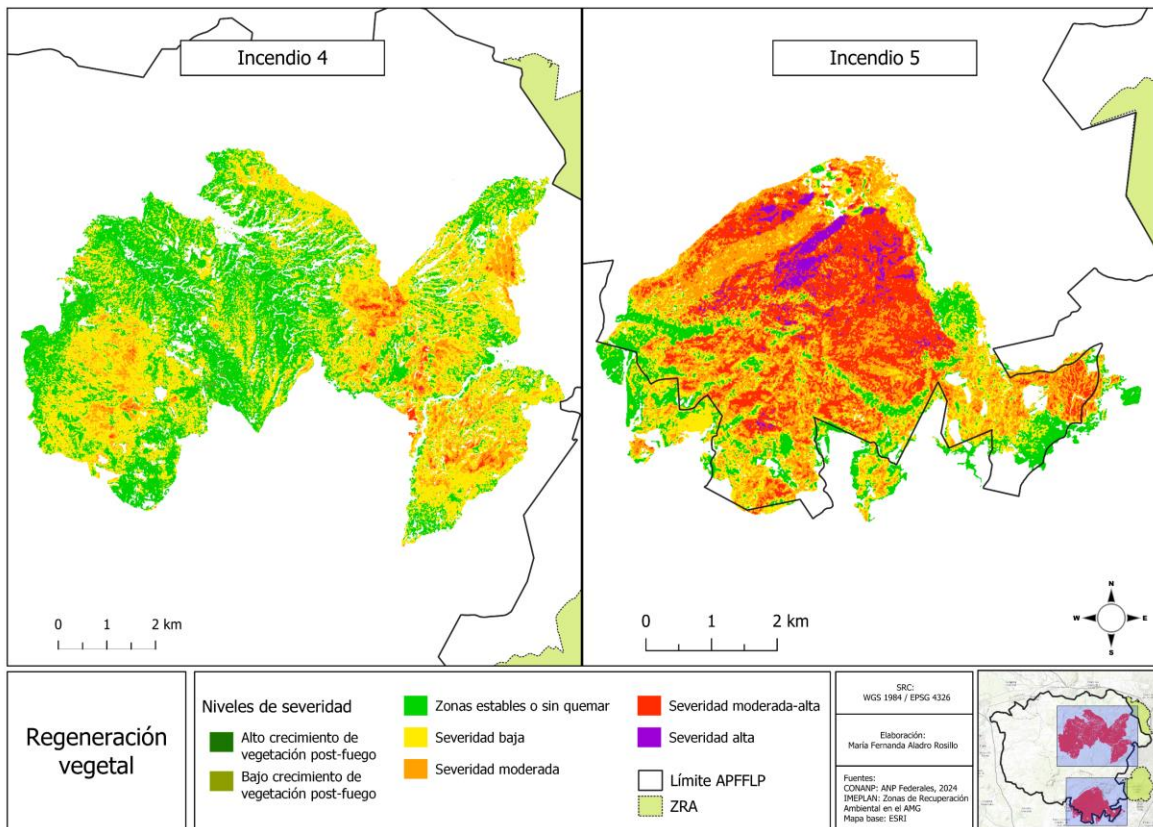 Incendio 4
Incendio 5
0 1 2 km
0 1 2 km
N
W E
S
Regeneración
vegetal
Niveles de severidad
Alto crecimiento de
vegetación post-fuego
Bajo crecimiento de
vegetación post-fuego
Zonas estables o sin quemar
Severidad baja
Severidad moderada
Severidad moderada-alta
Severidad alta
Límite APFFLP
ZRA
SRC:
WGS 1984 / EPSG 4326
Elaboración:
María Fernanda Aladro Rosillo
Fuentes:
CONANP: ANP Federales, 2024
IMEPLAN: Zonas de Recuperación
Ambiental en el AMG
Mapa base: ESRI